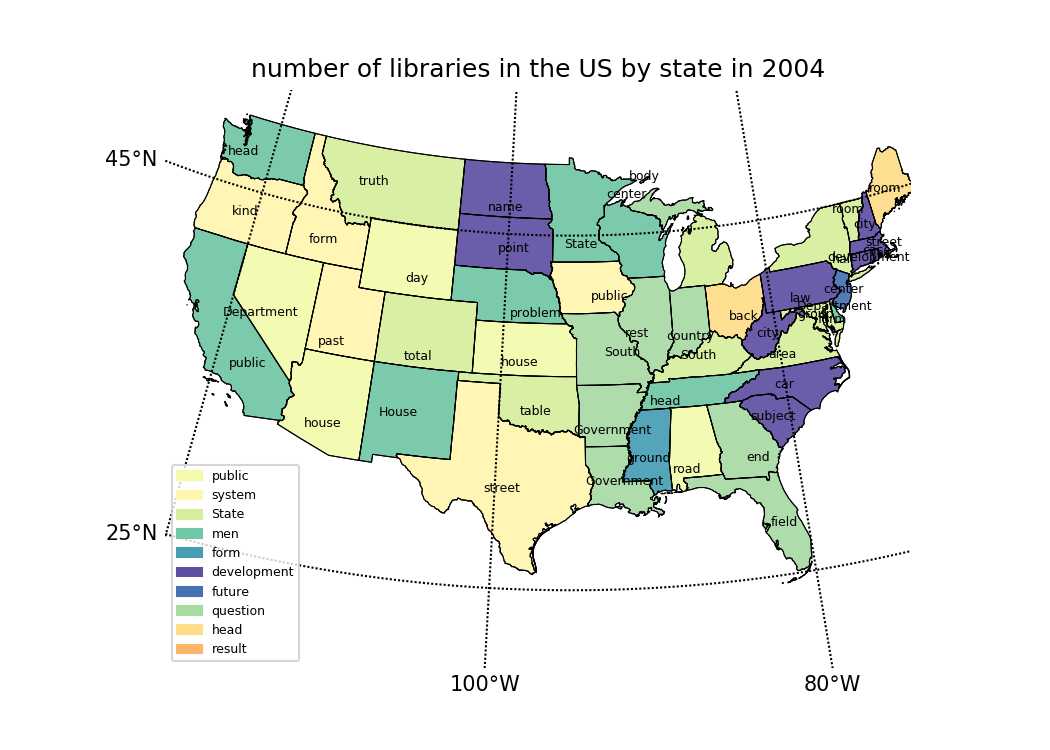 number of libraries in the US by state in 2004
45°N
25°N
100°W
80°W
head
kind
truth
form
name
point
day
Department
past
public
total
house
House
body
center
State
problem
public
house
rest
South
country
South
table
head
Government
Government
ground
road
street
back
city
law
area
car
subject
end
field
room
room
city
street
development
center
Department
public
system
State
men
form
development
future
question
head
result